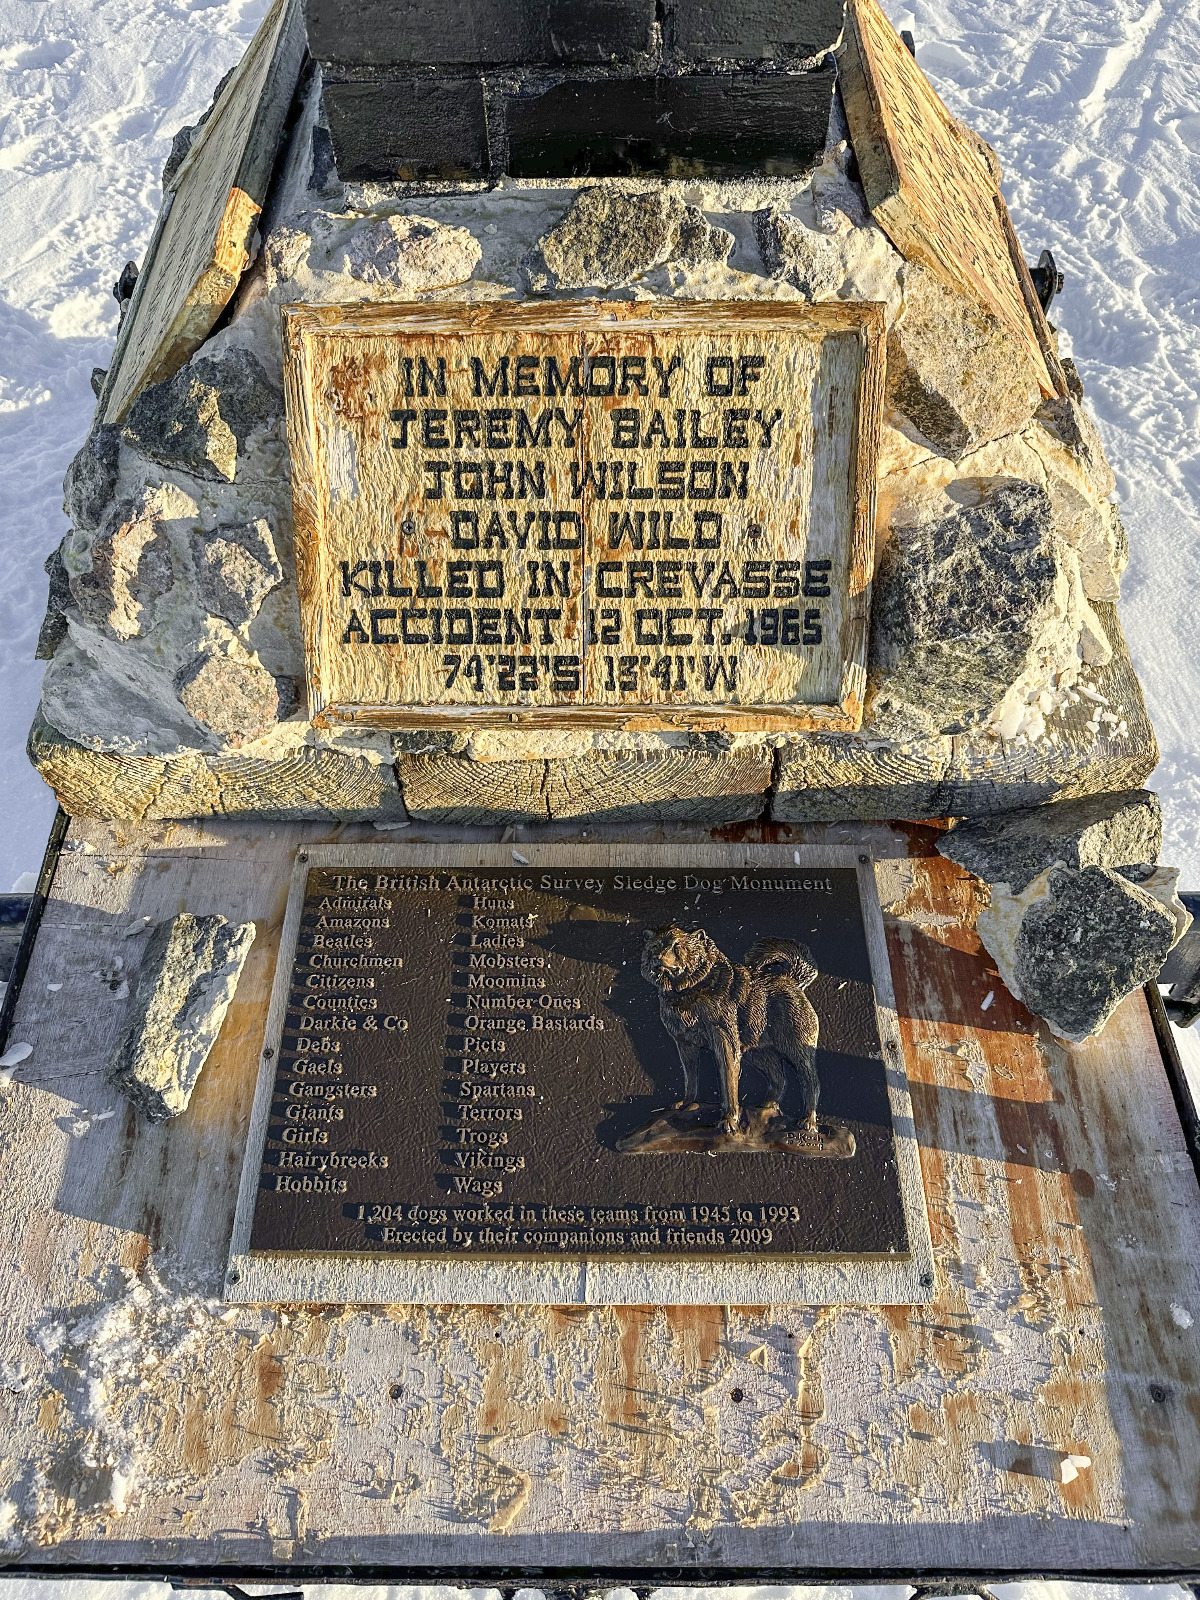 IN MEMORY OF
JEREMY BAILEY
JOHN WILSON
DAVID WILD
KILLED IN CREVASSE
ACCIDENT 12 OCT. 1965
74°22'S 13°41'W
The British Antarctic Survey Sledge Dog Monument
Admirals
Amazons
Beatles
Churchmen
Citizens
Counties
Darkie & Co
Debs
Gaels
Gangsters
Giants
Girls
Hairybreeks
Hobbits
Huns
Komats
Ladies
Mobsters
Moomins
Number Ones
Orange Bastards
Picts
Players
Spartans
Terrors
Trogs
Vikings
Wags
1,204 dogs worked in these teams from 1945 to 1993
Erected by their companions and friends 2009